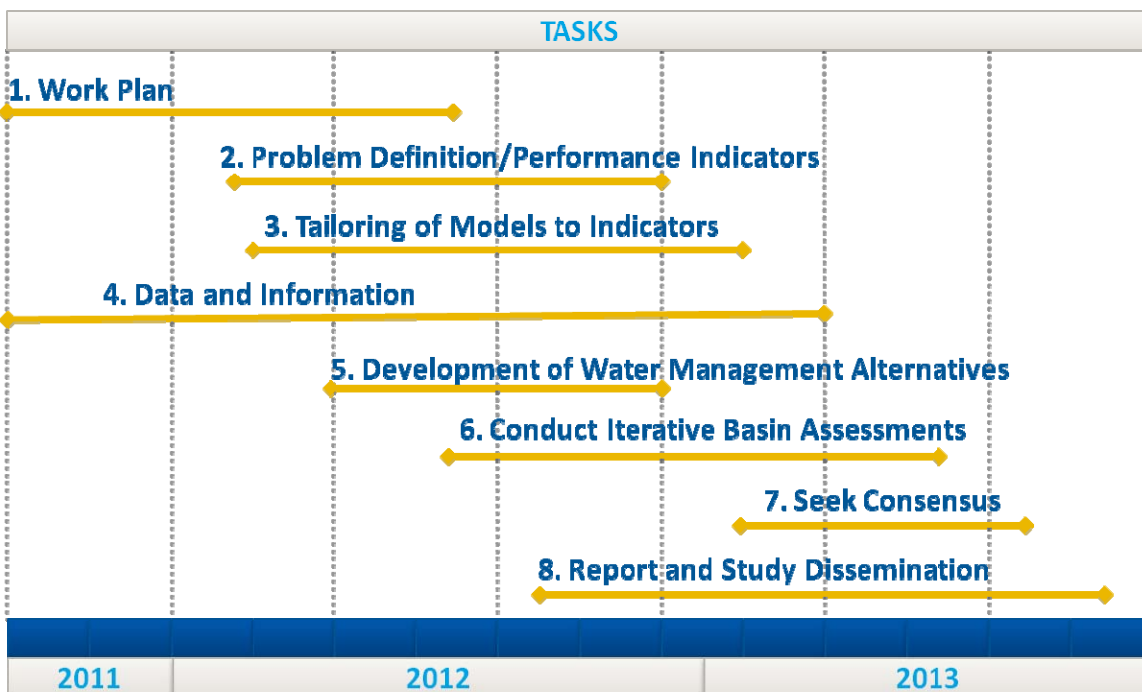 TASKS
1. Work Plan
2. Problem Definition/Performance Indicators
3. Tailoring of Models to Indicators
4. Data and Information
5. Development of Water Management Alternatives
6. Conduct Iterative Basin Assessments
7. Seek Consensus
8. Report and Study Dissemination
2011 2012 2013